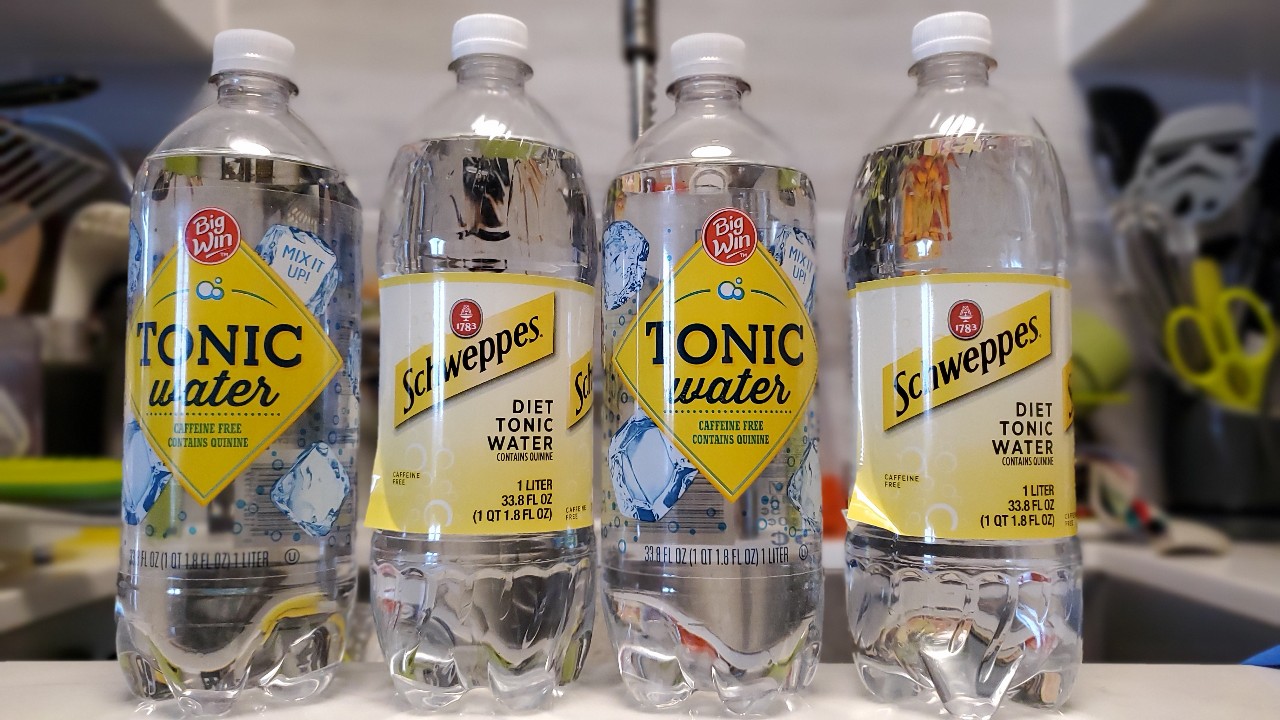 Big
Win
MIX IT
UP!
TONIC
water
CAFFEINE FREE
CONTAINS QUININE
FL OZ (1 QT 1.8 FL OZ) 1 LITER
1783
Schweppes
DIET
TONIC
WATER
CONTAINS QUININE
CAFFEINE
FREE
1 LITER
33.8 FL OZ
(1 QT 1.8 FL OZ)
CAFFEINE
FREE
Big
Win
MIX IT
UP!
TONIC
water
CAFFEINE FREE
CONTAINS QUININE
33.8 FL OZ (1 QT 1.8 FL OZ) 1 LITER
1783
Schweppes
DIET
TONIC
WATER
CONTAINS QUININE
CAFFEINE
FREE
1 LITER
33.8 FL OZ
(1 QT 1.8 FL OZ)